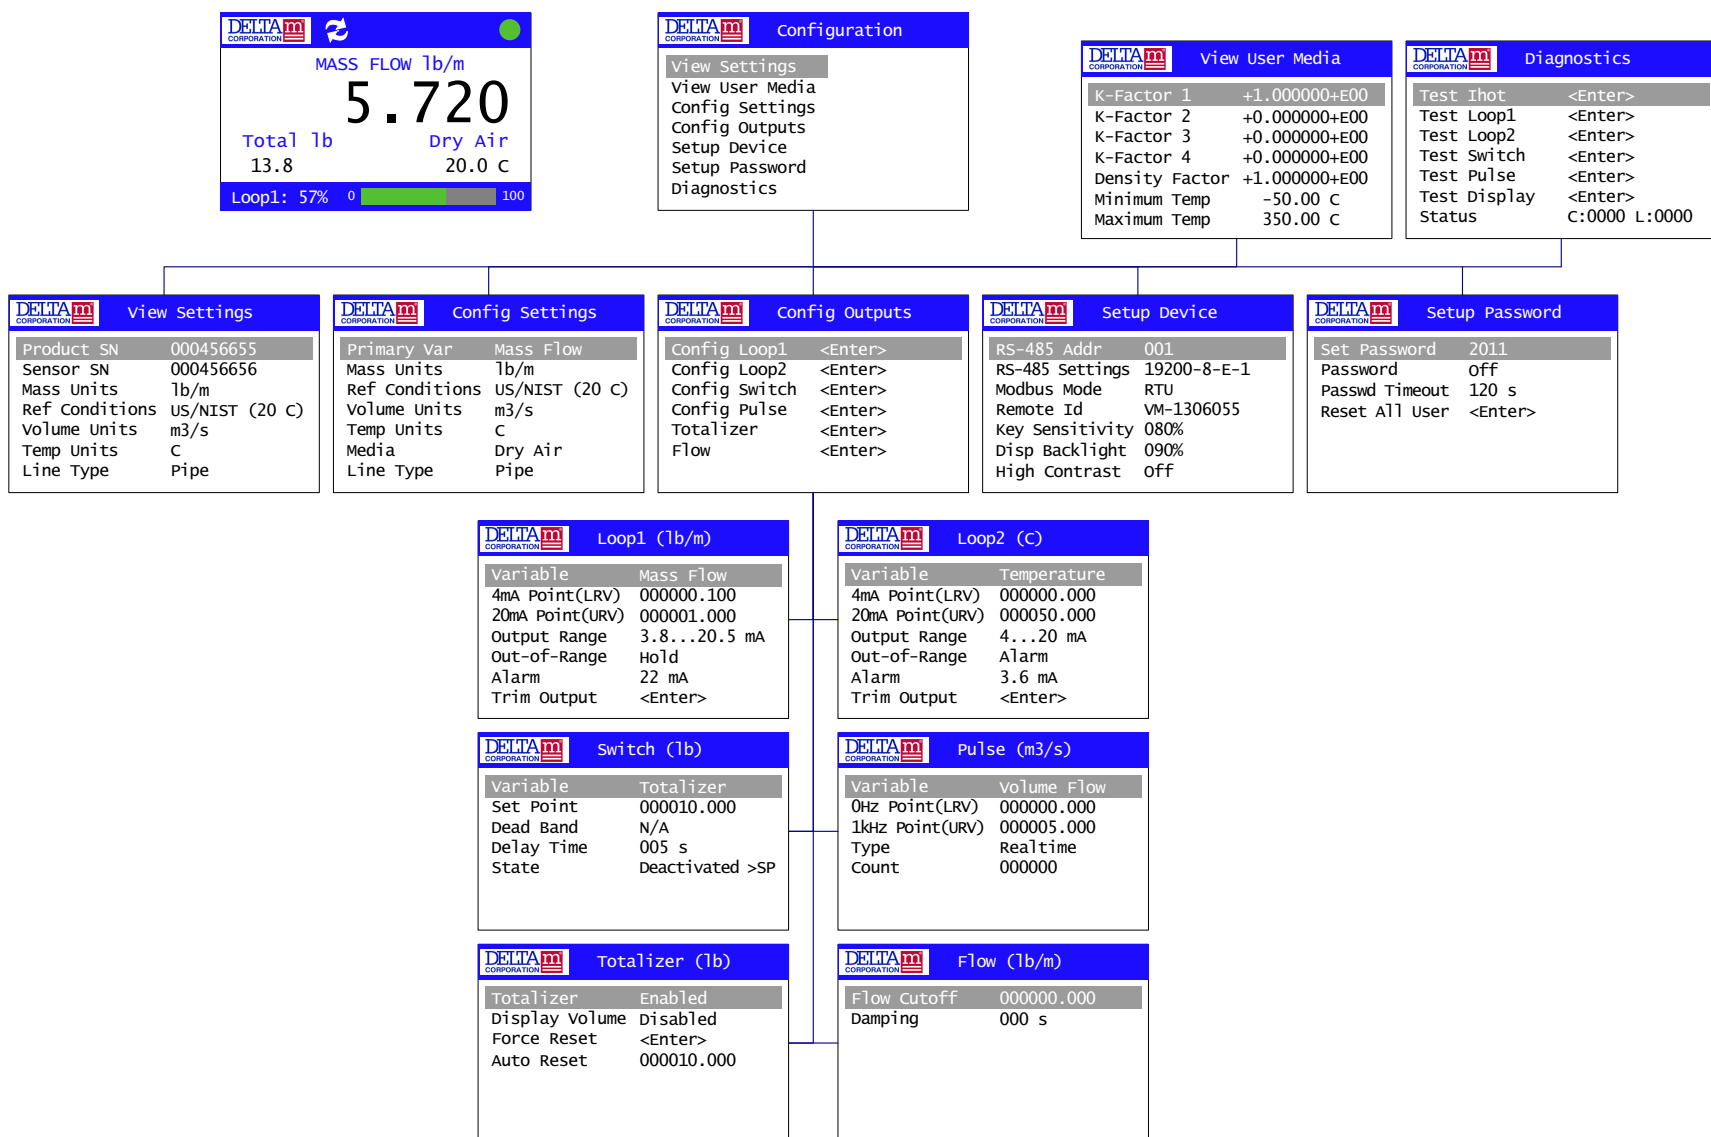 DELTA m
CORPORATION
MASS FLOW lb/m
5.720
Total lb Dry Air
13.8 20.0 C
Loop1: 57% 0 100
DELTA m
CORPORATION
Configuration
View Settings
View User Media
Config Settings
Config Outputs
Setup Device
Setup Password
Diagnostics
DELTA m
CORPORATION
View User Media
K-Factor 1 +1.000000+E00
K-Factor 2 +0.000000+E00
K-Factor 3 +0.000000+E00
K-Factor 4 +0.000000+E00
Density Factor +1.000000+E00
Minimum Temp -50.00 C
Maximum Temp 350.00 C
DELTA m
CORPORATION
Diagnostics
Test Ihot <Enter>
Test Loop1 <Enter>
Test Loop2 <Enter>
Test Switch <Enter>
Test Pulse <Enter>
Test Display <Enter>
Status C:0000 L:0000
DELTA m
CORPORATION
View Settings
Product SN 000456655
Sensor SN 000456656
Mass Units lb/m
Ref Conditions US/NIST (20 C)
Volume Units m3/s
Temp Units C
Line Type Pipe
DELTA m
CORPORATION
Config Settings
Primary Var Mass Flow
Mass Units lb/m
Ref Conditions US/NIST (20 C)
Volume Units m3/s
Temp Units C
Media Dry Air
Line Type Pipe
DELTA m
CORPORATION
Config Outputs
Config Loop1 <Enter>
Config Loop2 <Enter>
Config Switch <Enter>
Config Pulse <Enter>
Totalizer <Enter>
Flow <Enter>
DELTA m
CORPORATION
Setup Device
RS-485 Addr 001
RS-485 Settings 19200-8-E-1
Modbus Mode RTU
Remote Id VM-1306055
Key Sensitivity 080%
Disp Backlight 090%
High Contrast Off
DELTA m
CORPORATION
Setup Password
Set Password 2011
Password Off
Passwd Timeout 120 s
Reset All User <Enter>
DELTA m
CORPORATION
Loop1 (lb/m)
Variable Mass Flow
4mA Point(LRV) 000000.100
20mA Point(URV) 000001.000
Output Range 3.8...20.5 mA
Out-of-Range Hold
Alarm 22 mA
Trim Output <Enter>
DELTA m
CORPORATION
Loop2 (C)
Variable Temperature
4mA Point(LRV) 000000.000
20mA Point(URV) 000050.000
Output Range 4...20 mA
Out-of-Range Alarm
Alarm 3.6 mA
Trim Output <Enter>
DELTA m
CORPORATION
Switch (lb)
Variable Totalizer
Set Point 000010.000
Dead Band N/A
Delay Time 005 s
State Deactivated >SP
DELTA m
CORPORATION
Pulse (m3/s)
Variable Volume Flow
0Hz Point(LRV) 000000.000
1kHz Point(URV) 000005.000
Type Realtime
Count 000000
DELTA m
CORPORATION
Totalizer (lb)
Totalizer Enabled
Display Volume Disabled
Force Reset <Enter>
Auto Reset 000010.000
DELTA m
CORPORATION
Flow (lb/m)
Flow Cutoff 000000.000
Damping 000 s